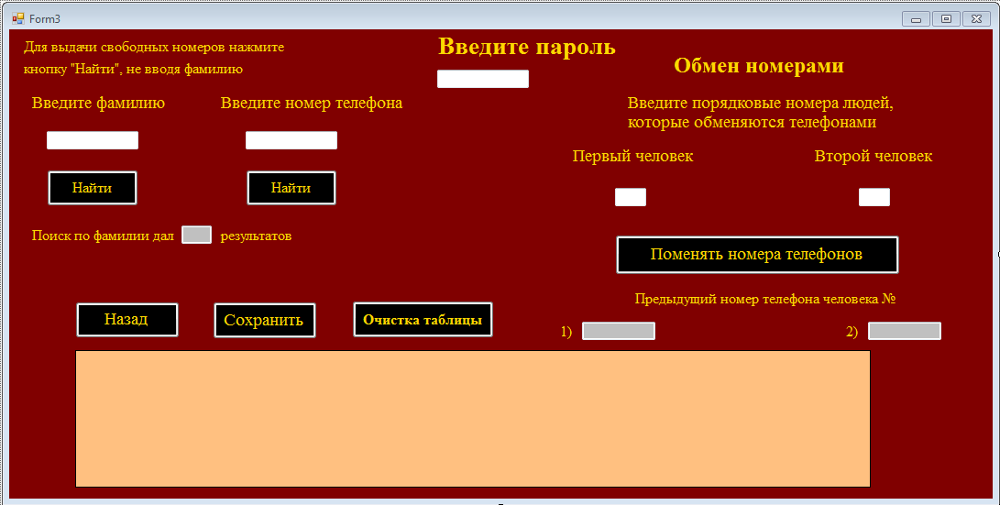 Form3
Для выдачи свободных номеров нажмите
кнопку "Найти", не вводя фамилию
Введите пароль
Обмен номерами
Введите фамилию
Введите номер телефона
Введите порядковые номера людей,
которые обмениваются телефонами
Первый человек
Второй человек
Найти
Найти
Поиск по фамилии дал
результатов
Поменять номера телефонов
Предыдущий номер телефона человека №
Назад
Сохранить
Очистка таблицы
1)
2)